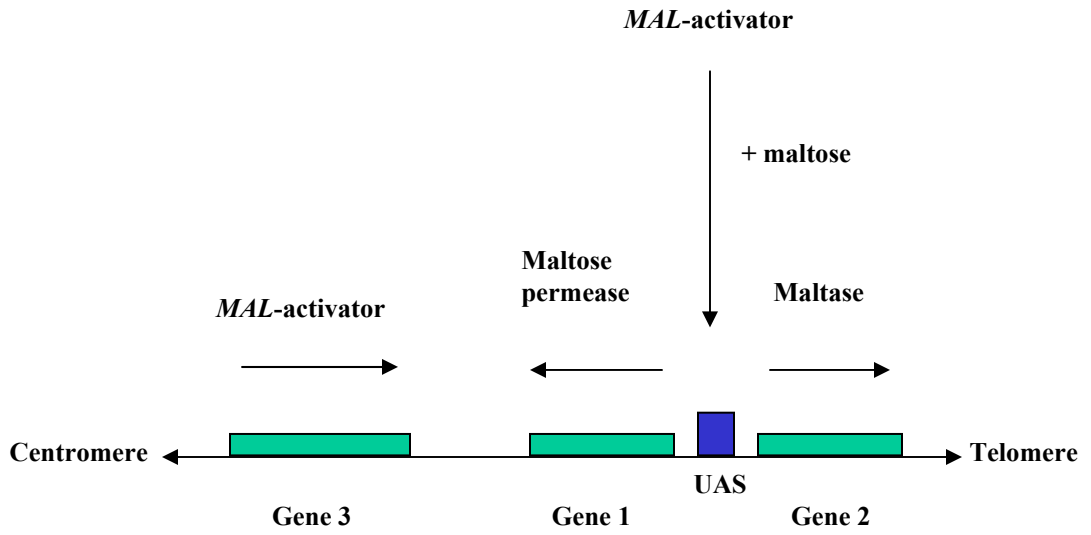 MAL-activator
+ maltose
Maltose
permease
Maltase
MAL-activator
Centromere
Telomere
UAS
Gene 3
Gene 1
Gene 2